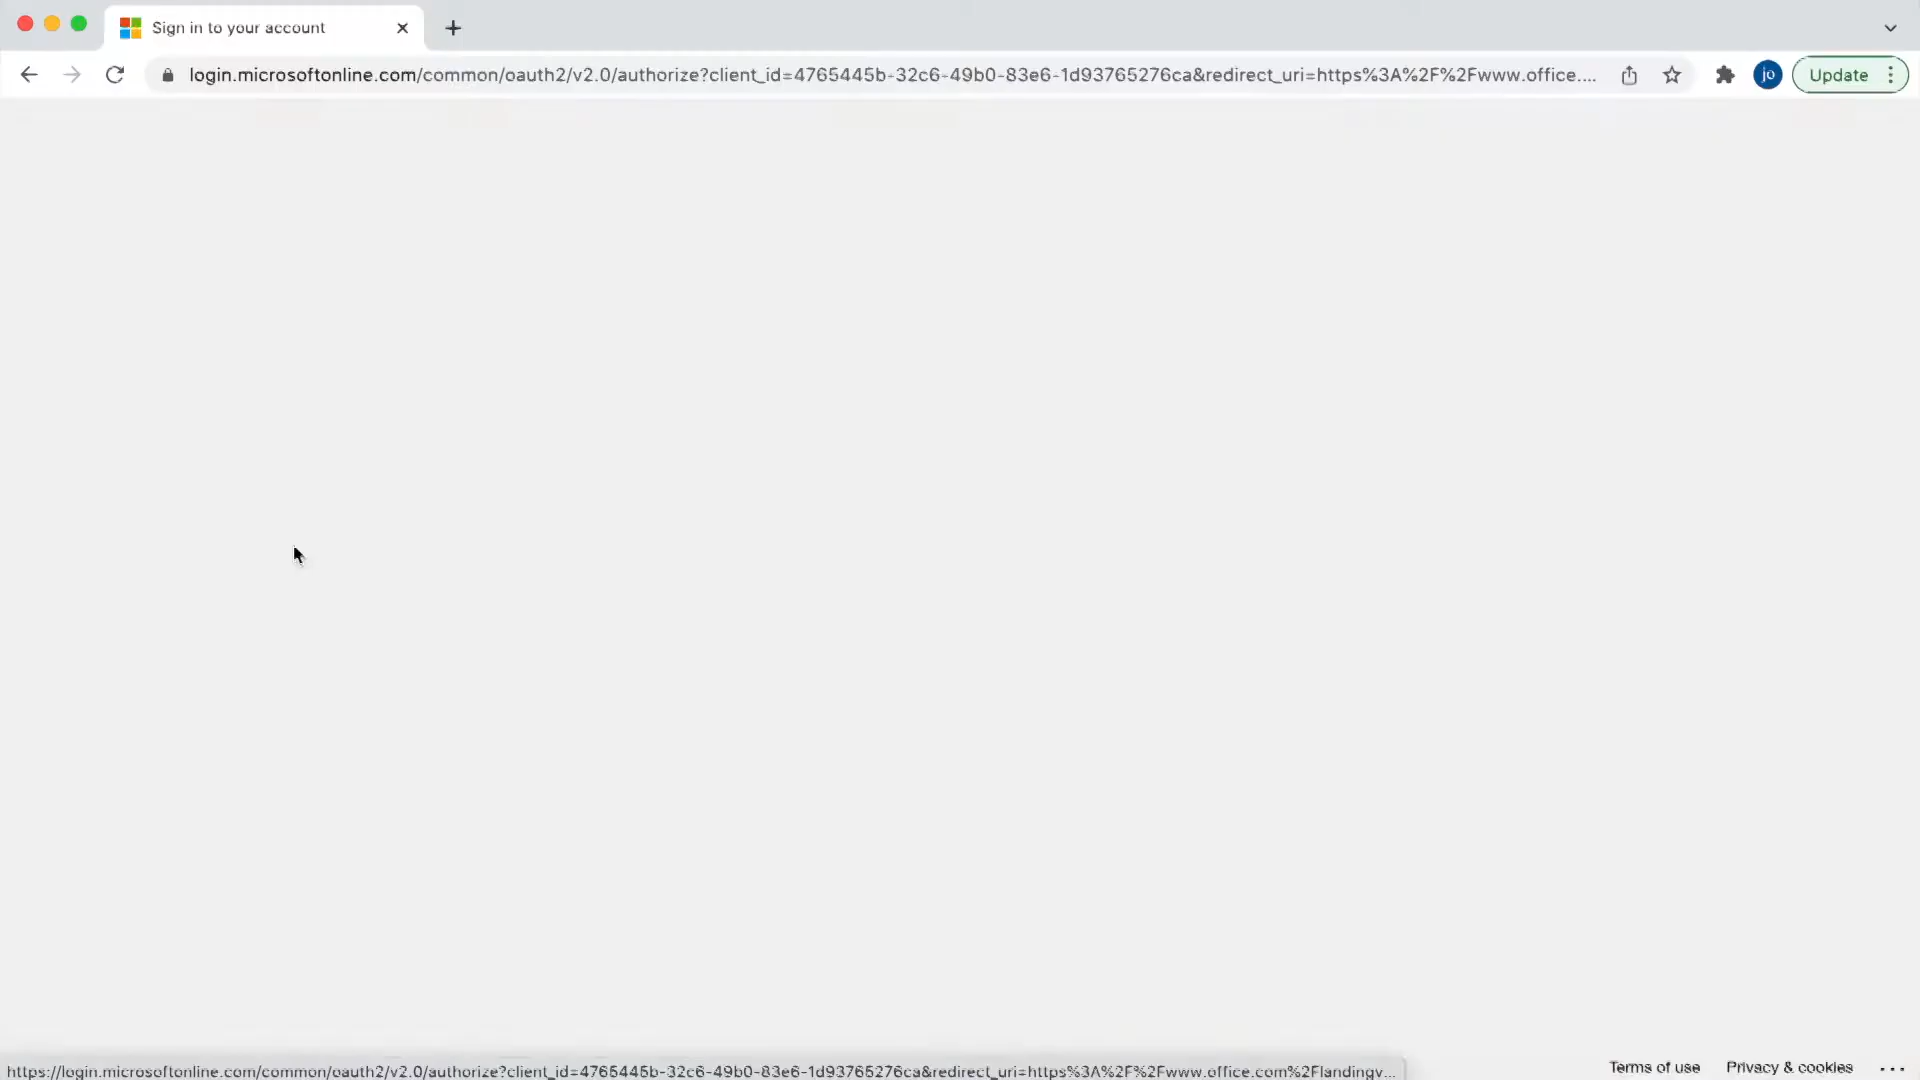 Sign in to your account
login.microsoftonline.com/common/oauth2/v2.0/authorize?client_id=4765445b-32c6-49b0-83e6-1d93765276ca&redirect_uri=https%3A%2F%2Fwww.office....
jo
Update
https://login.microsoftonline.com/common/oauth2/v2.0/authorize?client_id=4765445b-32c6-49b0-83e6-1d93765276ca&redirect_uri=https%3A%2F%2Fwww.office.com%2Flandingv...
Terms of use
Privacy & cookies